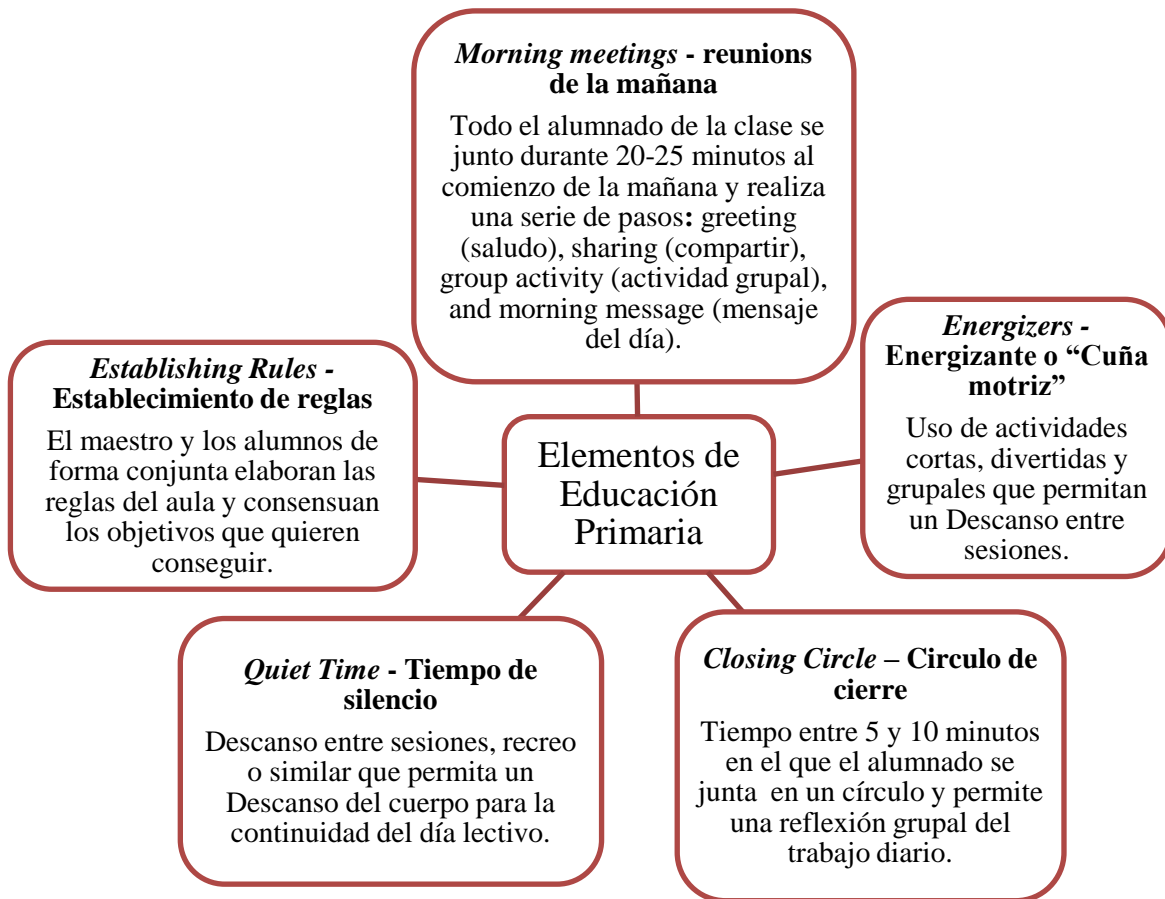 Morning meetings - reunions
de la mañana
Todo el alumnado de la clase se
junto durante 20-25 minutos al
comienzo de la mañana y realiza
una serie de pasos: greeting
(saludo), sharing (compartir),
group activity (actividad grupal),
and morning message (mensaje
del día).
Energizers -
Energizante o “Cuña
motriz”
Uso de actividades
cortas, divertidas y
grupales que permitan
un Descanso entre
sesiones.
Establishing Rules -
Establecimiento de reglas
El maestro y los alumnos de
forma conjunta elaboran las
reglas del aula y consensuan
los objetivos que quieren
conseguir.
Elementos de
Educación
Primaria
Quiet Time - Tiempo de
silencio
Descanso entre sesiones, recreo
o similar que permita un
Descanso del cuerpo para la
continuidad del día lectivo.
Closing Circle – Circulo de
cierre
Tiempo entre 5 y 10 minutos
en el que el alumnado se
junta en un círculo y permite
una reflexión grupal del
trabajo diario.